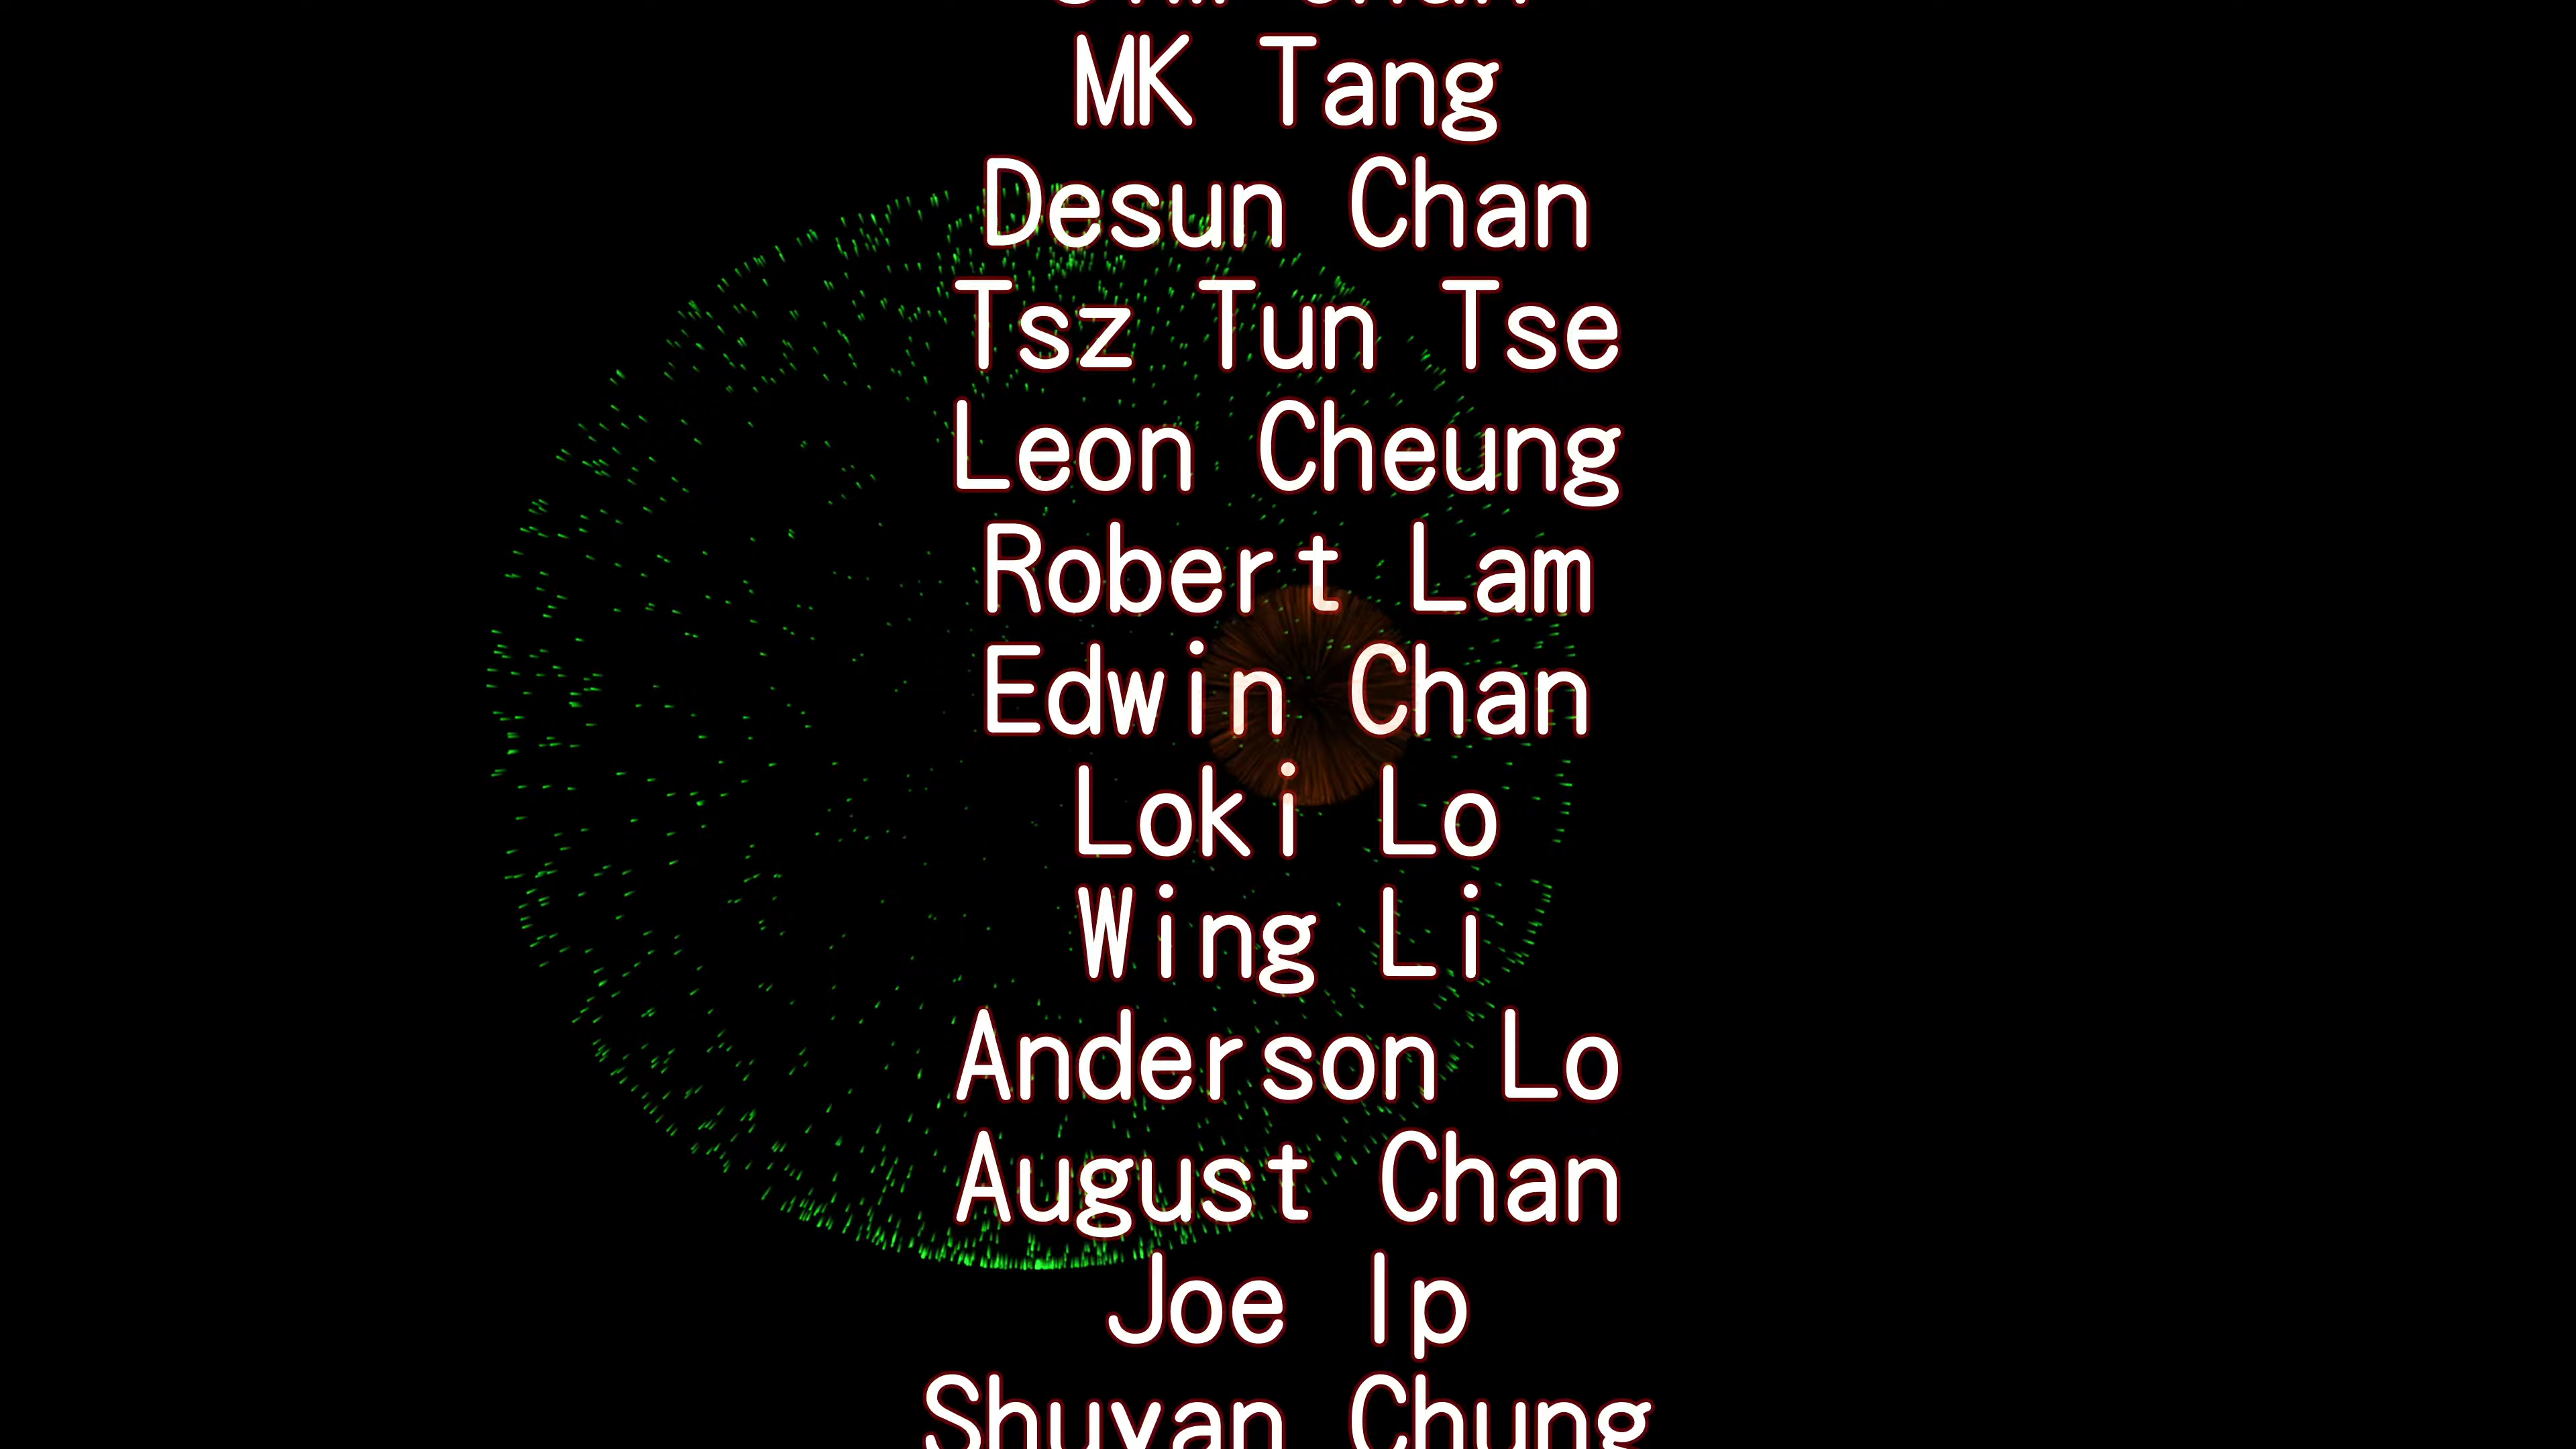 Chan
MK Tang
Desun Chan
Tsz Tun Tse
Leon Cheung
Robert Lam
Edwin Chan
Loki Lo
Wing Li
Anderson Lo
August Chan
Joe Ip
Shuyan Chung